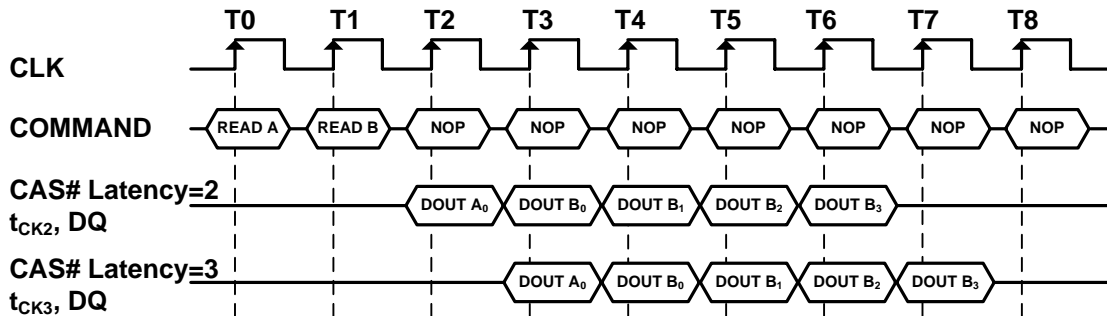 T0 T1 T2 T3 T4 T5 T6 T7 T8
CLK
COMMAND READ A READ B NOP NOP NOP NOP NOP NOP NOP
CAS# Latency=2
tCK2, DQ DOUT A0 DOUT B0 DOUT B1 DOUT B2 DOUT B3
CAS# Latency=3
tCK3, DQ DOUT A0 DOUT B0 DOUT B1 DOUT B2 DOUT B3